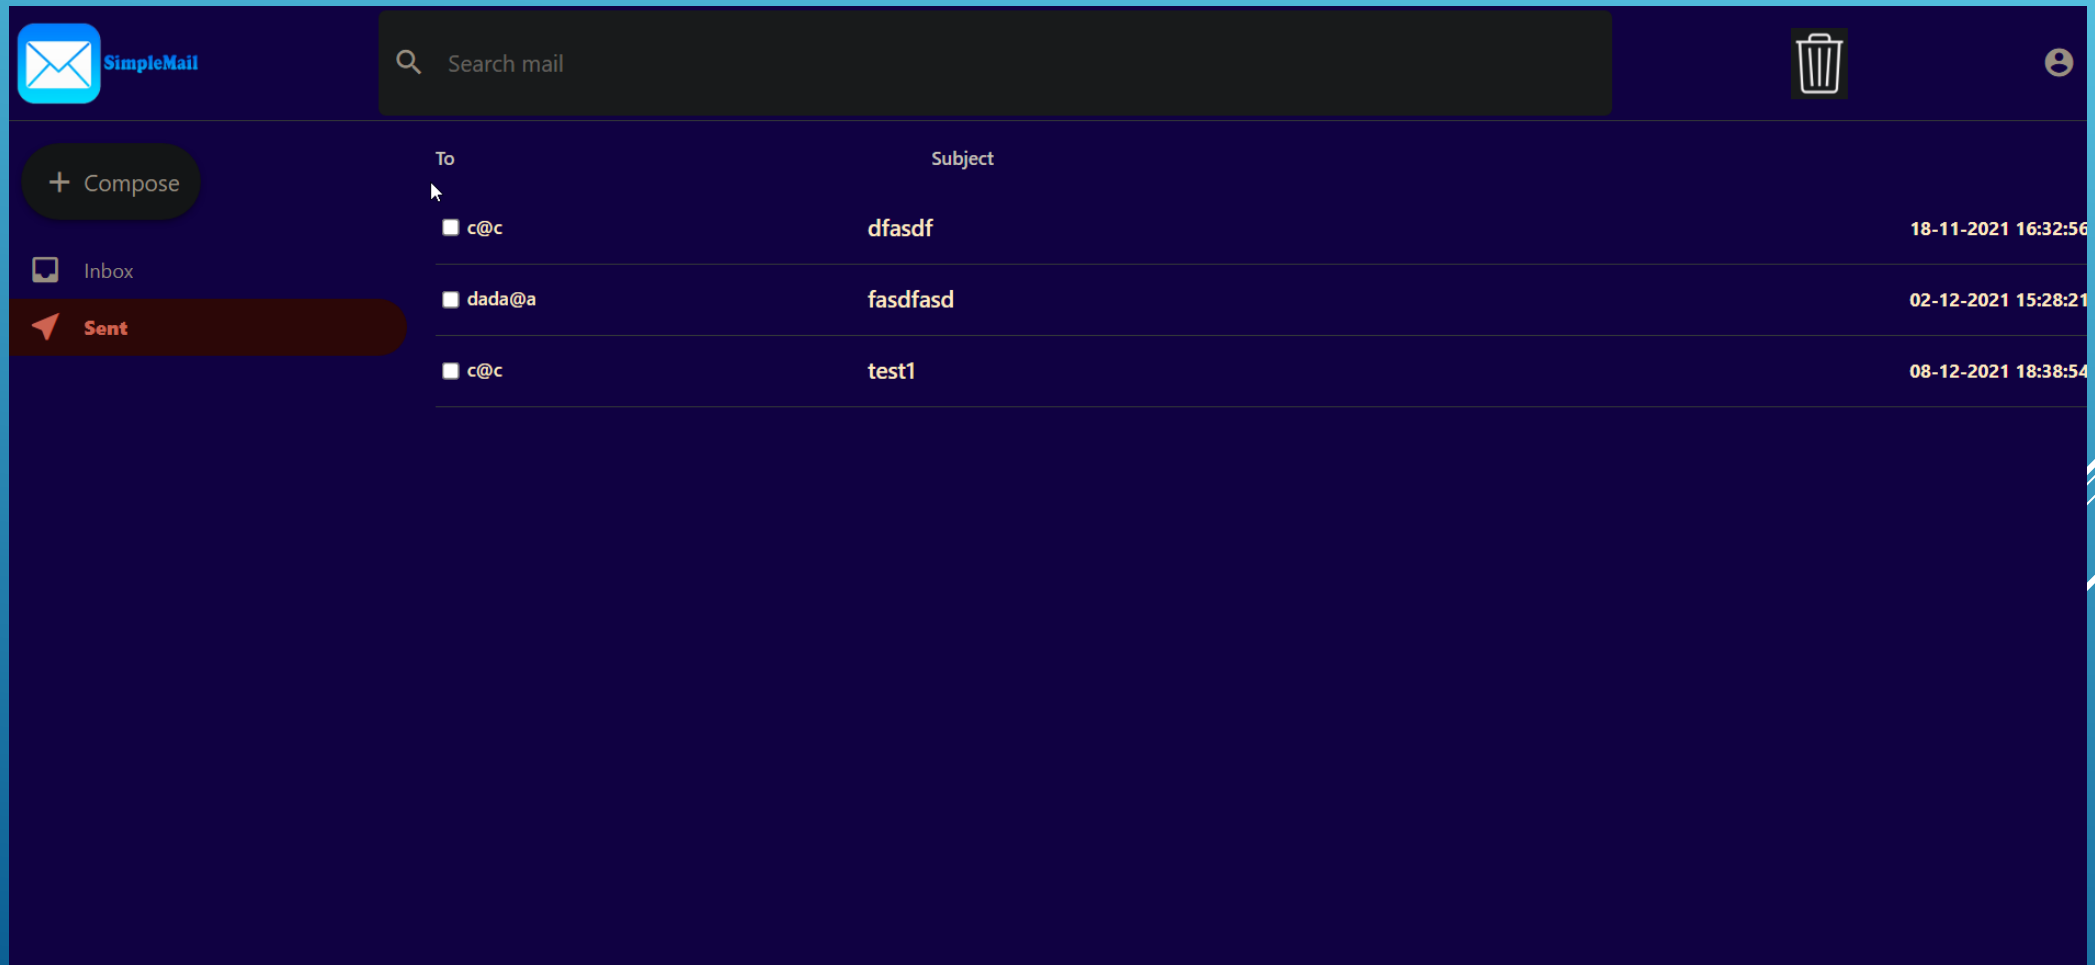 SimpleMail
Search mail
Compose
To Subject
Inbox
Sent
c@c dfasdf 18-11-2021 16:32:56
dada@a fasdfasd 02-12-2021 15:28:21
c@c test1 08-12-2021 18:38:54